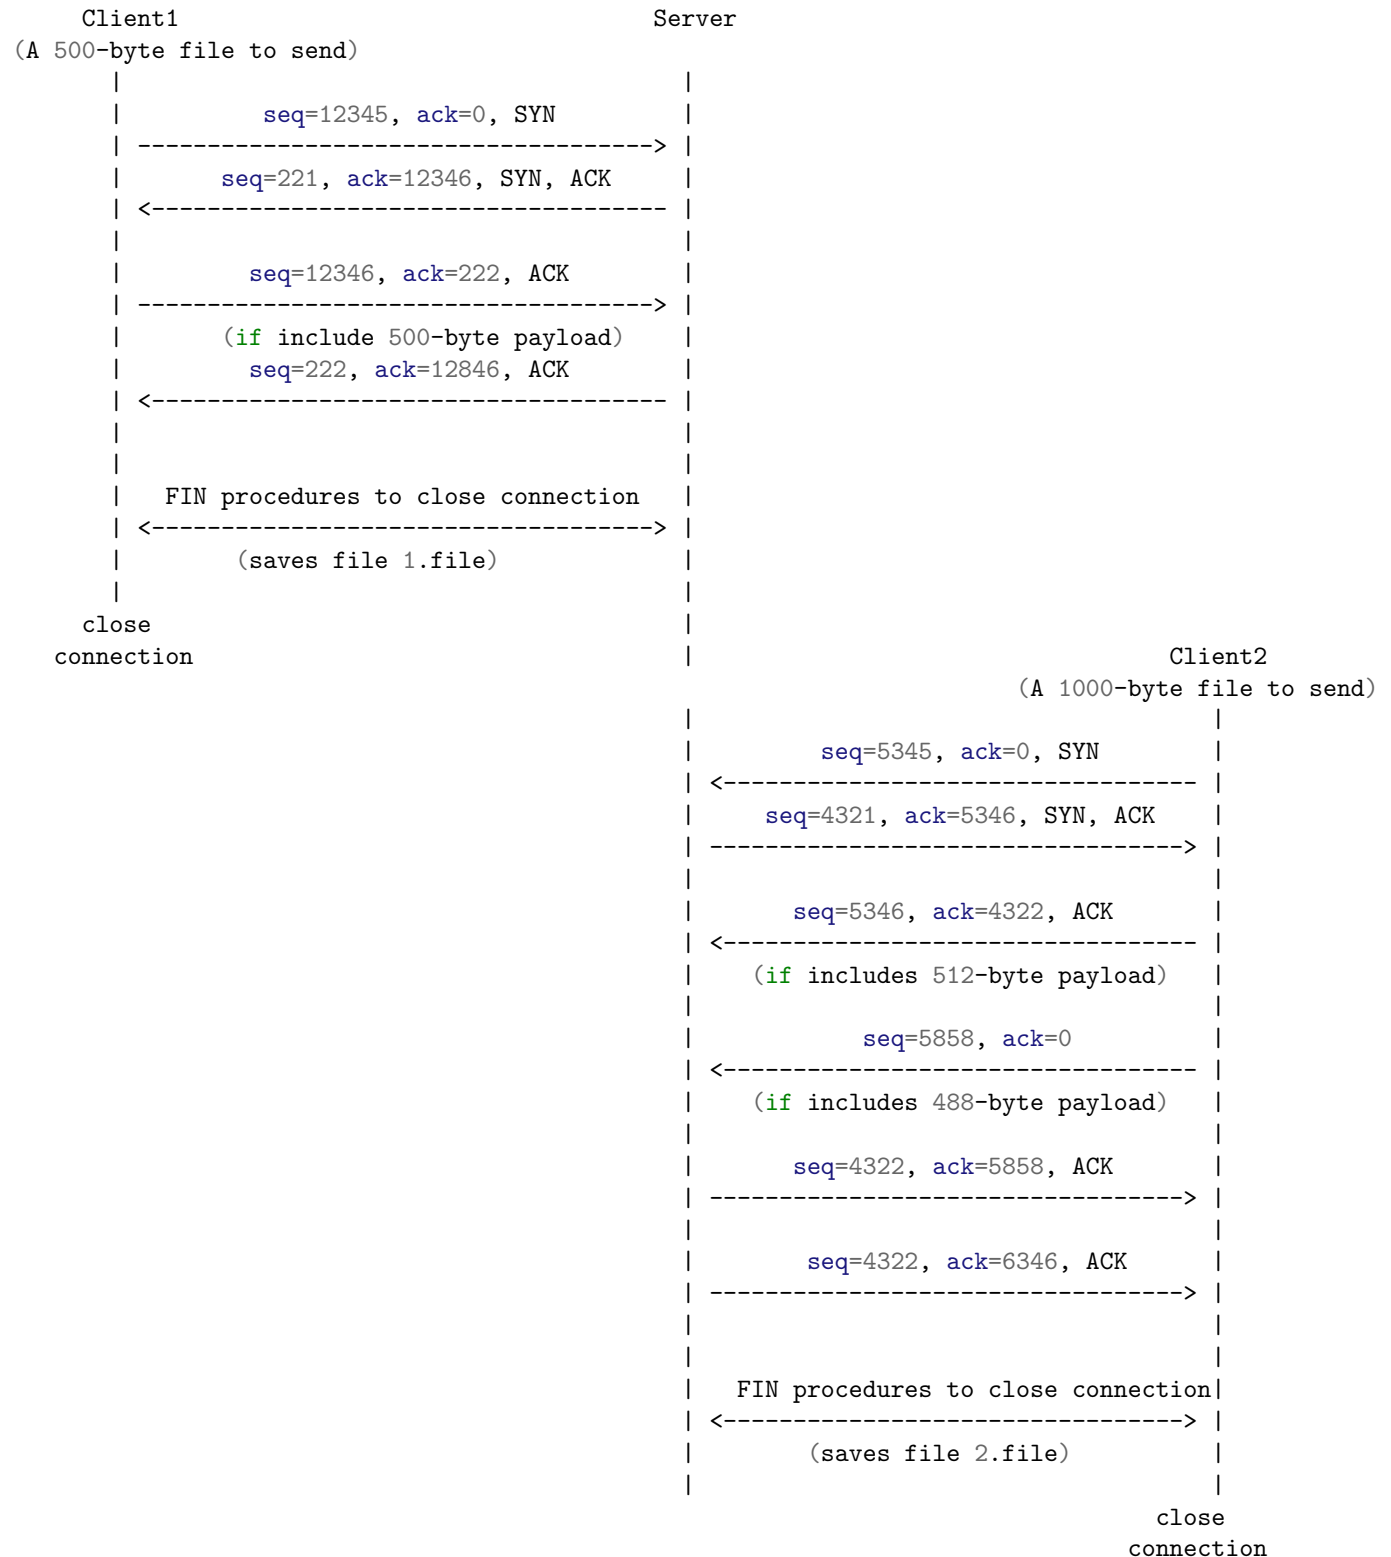 Client1 Server
(A 500-byte file to send)
| |
| seq=12345, ack=0, SYN |
| -------------------------------------> |
| seq=221, ack=12346, SYN, ACK |
| <------------------------------------- |
| |
| seq=12346, ack=222, ACK |
| -------------------------------------> |
| (if include 500-byte payload) |
| seq=222, ack=12846, ACK |
| <------------------------------------- |
| |
| |
| FIN procedures to close connection |
| <------------------------------------> |
| (saves file 1.file) |
| |
close |
connection | Client2
(A 1000-byte file to send)
| |
| seq=5345, ack=0, SYN |
| <---------------------------------- |
| seq=4321, ack=5346, SYN, ACK |
| ----------------------------------> |
| |
| seq=5346, ack=4322, ACK |
| <---------------------------------- |
| (if includes 512-byte payload) |
| |
| seq=5858, ack=0 |
| <---------------------------------- |
| (if includes 488-byte payload) |
| |
| seq=4322, ack=5858, ACK |
| ----------------------------------> |
| |
| seq=4322, ack=6346, ACK |
| ----------------------------------> |
| |
| |
| FIN procedures to close connection|
| <---------------------------------> |
| (saves file 2.file) |
| |
close
connection